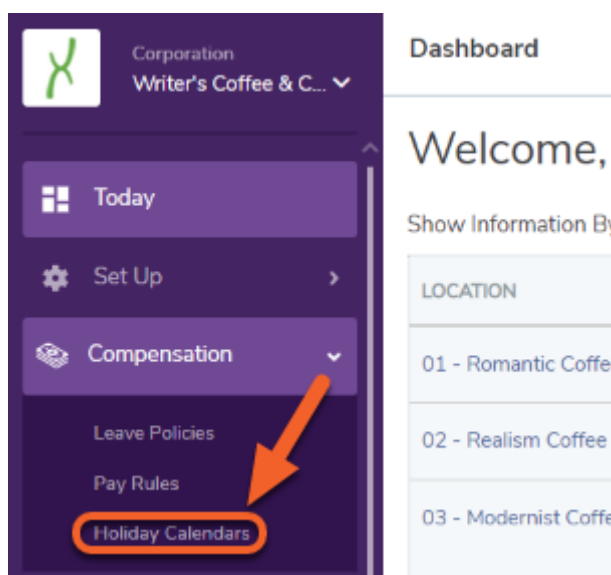 Corporation
Writer's Coffee & C...
Today
Set Up
Compensation
Leave Policies
Pay Rules
Holiday Calendars
Dashboard
Welcome,
Show Information By
LOCATION
01 - Romantic Coffe
02 - Realism Coffee
03 - Modernist Coffe